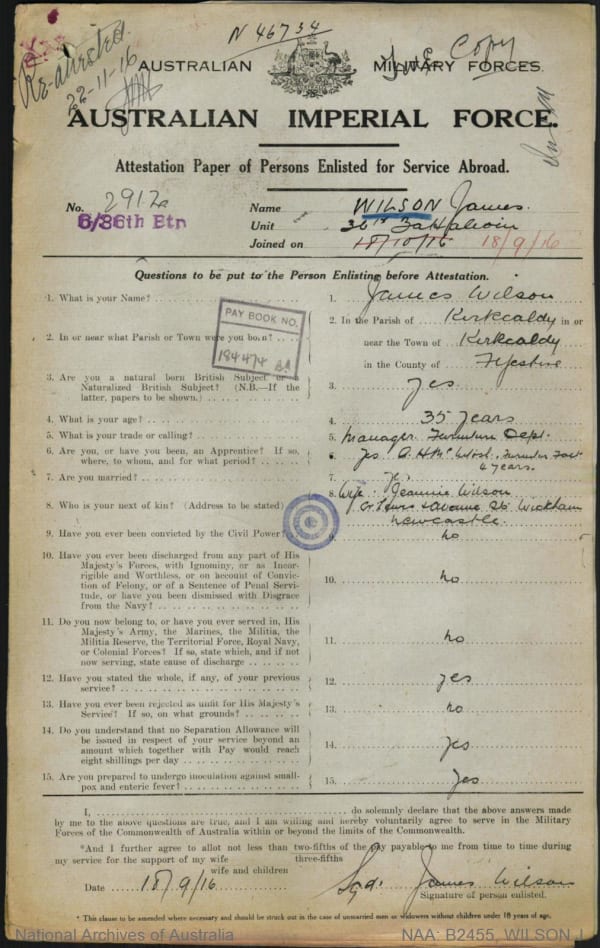 N 46734
Re-attested.
22-11-16
Copy
AUSTRALIAN MILITARY FORCES.
AUSTRALIAN IMPERIAL FORCE.
Attestation Paper of Persons Enlisted for Service Abroad.
No. 2912a Name WILSON James.
6/36th Btn Unit 36th Battalion
Joined on 18/10/16 18/9/16
Questions to be put to the Person Enlisting before Attestation.
1. What is your Name? 1. James Wilson
PAY BOOK NO.
184474
2. In or near what Parish or Town were you born? 2. In the Parish of Kirkcaldy in or
near the Town of Kirkcaldy
in the County of Fifeshire
3. Are you a natural born British Subject or a
Naturalized British Subject? (N.B.—If the
latter, papers to be shown.) 3. yes
4. What is your age? 4. 35 years
5. What is your trade or calling? 5. Manager Furniture Dept.
6. Are you, or have you been, an Apprentice? If so,
where, to whom, and for what period? 6. Yes A. H. Furniture Fact
4 years.
7. Are you married? 7. Yes
8. Who is your next of kin? (Address to be stated) 8. Wife: Jeannie Wilson
Cr Avenue Wickham
Newcastle.
9. Have you ever been convicted by the Civil Power? 9. no
10. Have you ever been discharged from any part of His
Majesty's Forces, with Ignominy, or as Incor-
rigible and Worthless, or on account of Convic-
tion of Felony, or of a Sentence of Penal Servi-
tude, or have you been Dismissed with Disgrace
from the Navy? 10. no
11. Do you now belong to, or have you ever served in, His
Majesty's Army, the Marines, the Militia, the
Militia Reserve, the Territorial Force, Royal Navy,
or Colonial Forces? If so, state which, and if not
now serving, state cause of discharge 11. no
12. Have you stated the whole, if any, of your previous
service? 12. yes
13. Have you ever been rejected as unfit for His Majesty's
Service? If so, on what grounds? 13. no
14. Do you understand that no Separation Allowance will
be issued in respect of your service beyond an
amount which together with Pay would reach
eight shillings per day 14. Yes
15. Are you prepared to undergo inoculation against small-
pox and enteric fever? 15. Yes
I, do solemnly declare that the above answers made
by me to the above questions are true, and I am willing and hereby voluntarily agree to serve in the Military
Forces of the Commonwealth of Australia within or beyond the limits of the Commonwealth.
*And I further agree to allot not less than two-fifths of the pay payable to me from time to time during
three-fifths
my service for the support of my wife
wife and children
Date 18/9/16 Sgd. James Wilson
Signature of person enlisted.
* This clause to be amended where necessary and should be struck out in the case of unmarried men or widowers without children under 18 years of age.
National Archives of Australia NAA: B2455, WILSON J